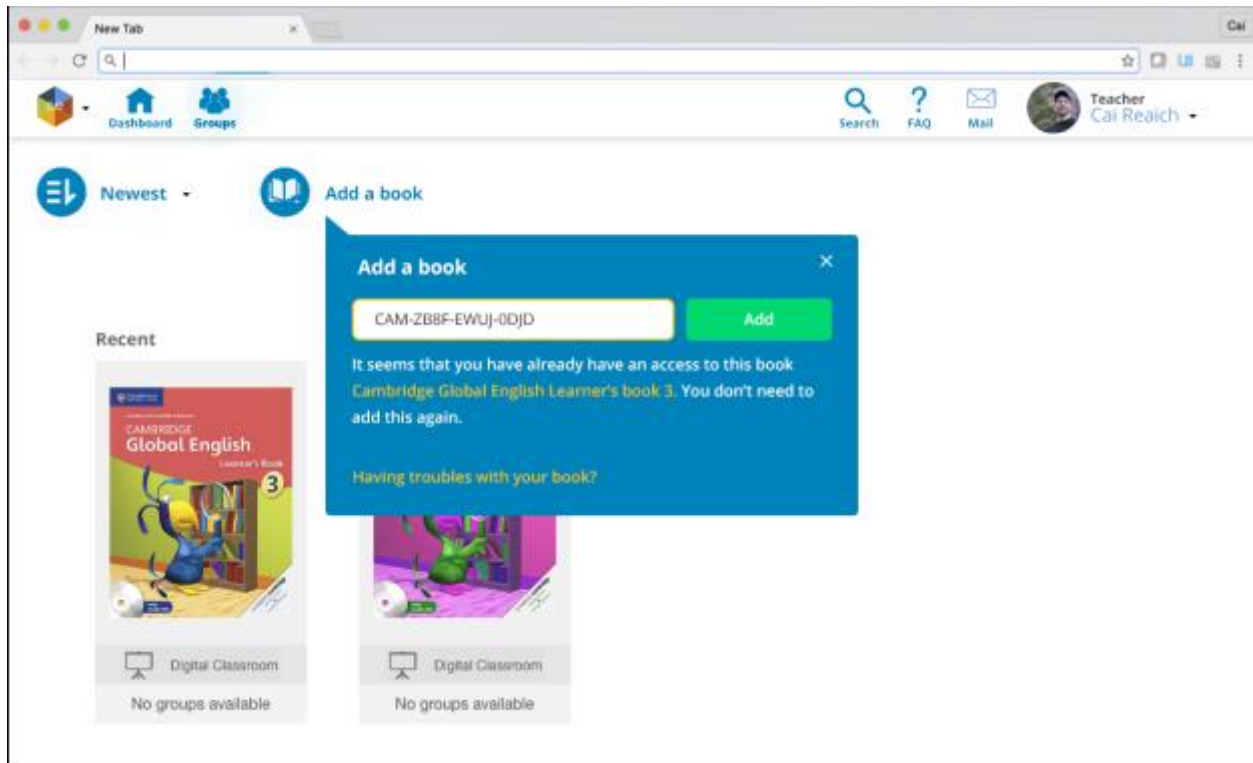 New Tab
Cai
Dashboard
Groups
Search
FAQ
Mail
Teacher
Cai Reaich
Newest
Add a book
Add a book
CAM-ZB8F-EWUJ-0DJD
Add
It seems that you have already have an access to this book
Cambridge Global English Learner's book 3. You don't need to
add this again.
Having troubles with your book?
Recent
CAMBRIDGE
Global English
Learner's Book
3
Digital Classroom
Digital Classroom
No groups available
No groups available